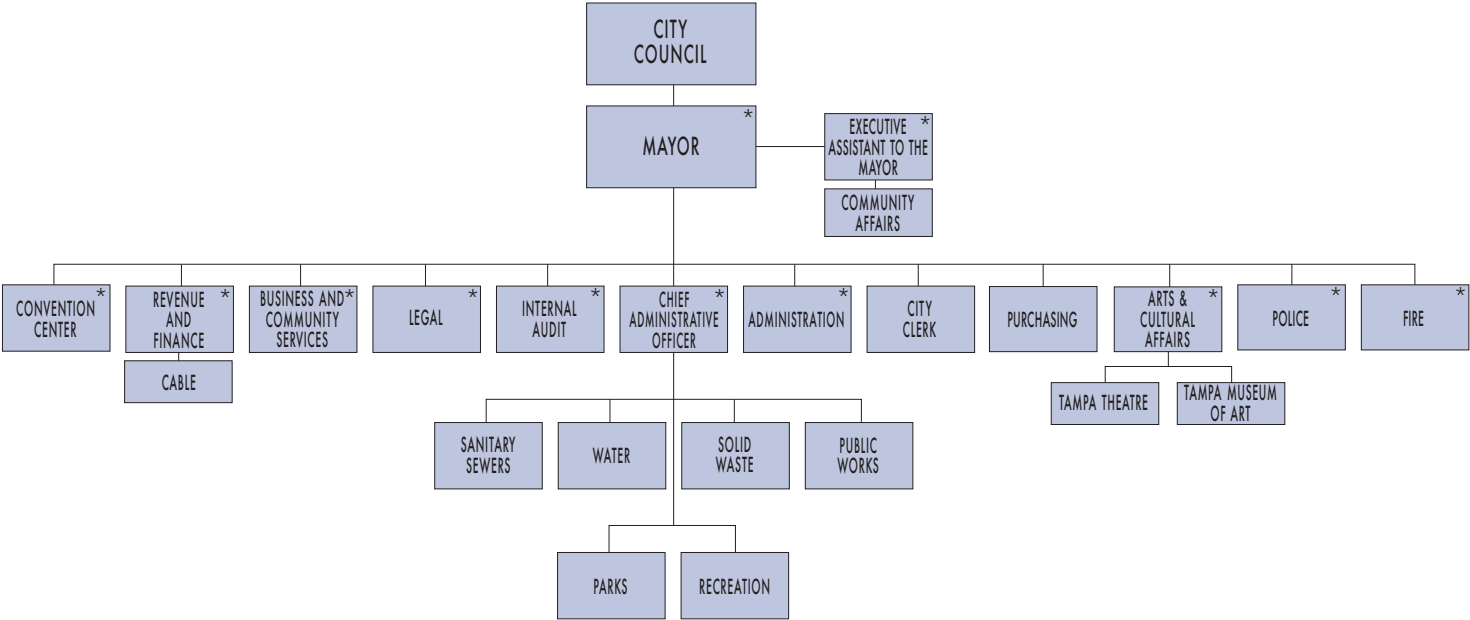 CITY
COUNCIL
MAYOR
*
EXECUTIVE *
ASSISTANT TO THE
MAYOR
COMMUNITY
AFFAIRS
CONVENTION *
CENTER
REVENUE *
AND
FINANCE
BUSINESS AND *
COMMUNITY
SERVICES
LEGAL *
INTERNAL *
AUDIT
CHIEF *
ADMINISTRATIVE
OFFICER
ADMINISTRATION *
CITY
CLERK
PURCHASING
ARTS & *
CULTURAL
AFFAIRS
POLICE *
FIRE *
CABLE
TAMPA THEATRE
TAMPA MUSEUM
OF ART
SANITARY
SEWERS
WATER
SOLID
WASTE
PUBLIC
WORKS
PARKS
RECREATION